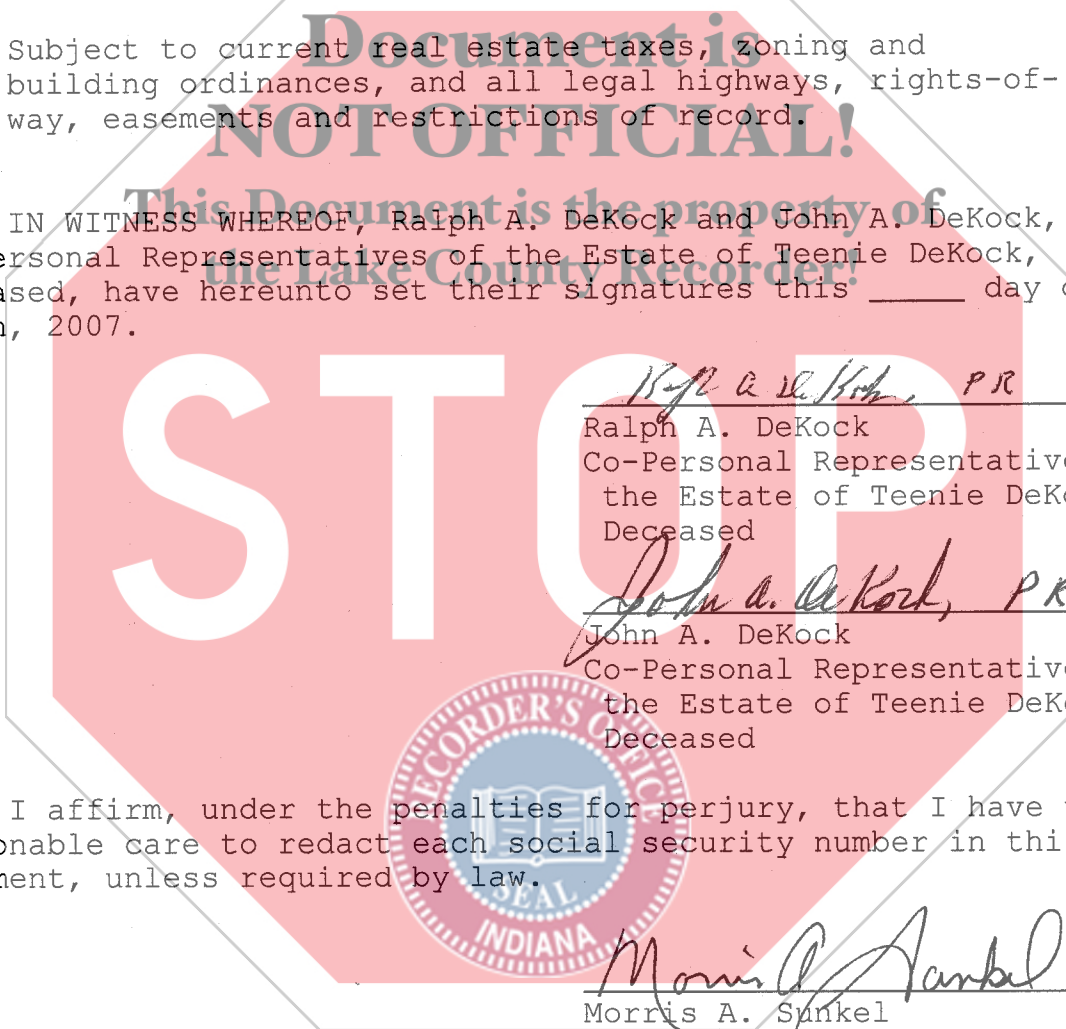 Document is
Subject to current real estate taxes, zoning and
building ordinances, and all legal highways, rights-of-
way, easements and restrictions of record.
NOT OFFICIAL!
This Document is the property of
IN WITNESS WHEREOF, Ralph A. DeKock and John A. DeKock,
ersonal Representatives of the Estate of Teenie DeKock,
the Lake County Recorder!
ased, have hereunto set their signatures this _____ day o
, 2007.
STOP
Ralph A. DeKock, PR
Ralph A. DeKock
Co-Personal Representative
the Estate of Teenie DeKo
Deceased
John A. DeKock, PR
John A. DeKock
Co-Personal Representative
the Estate of Teenie DeKo
Deceased
RECORDER'S OFFICE
I affirm, under the penalties for perjury, that I have
onable care to redact each social security number in thi
ment, unless required by law.
SEAL
INDIANA
Morris A. Sunkel
Morris A. Sunkel